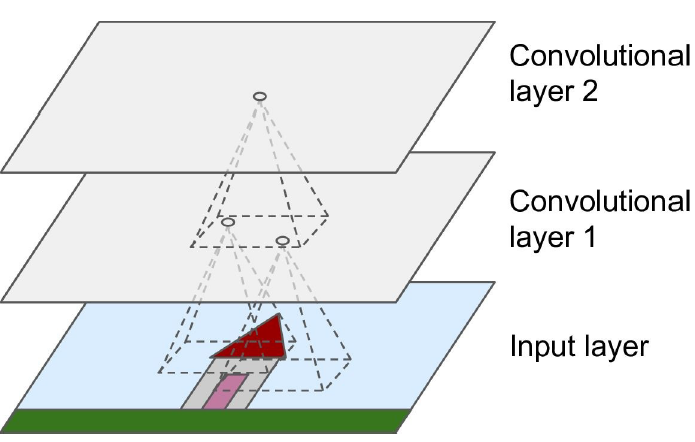 Convolutional
layer 2
Convolutional
layer 1
Input layer